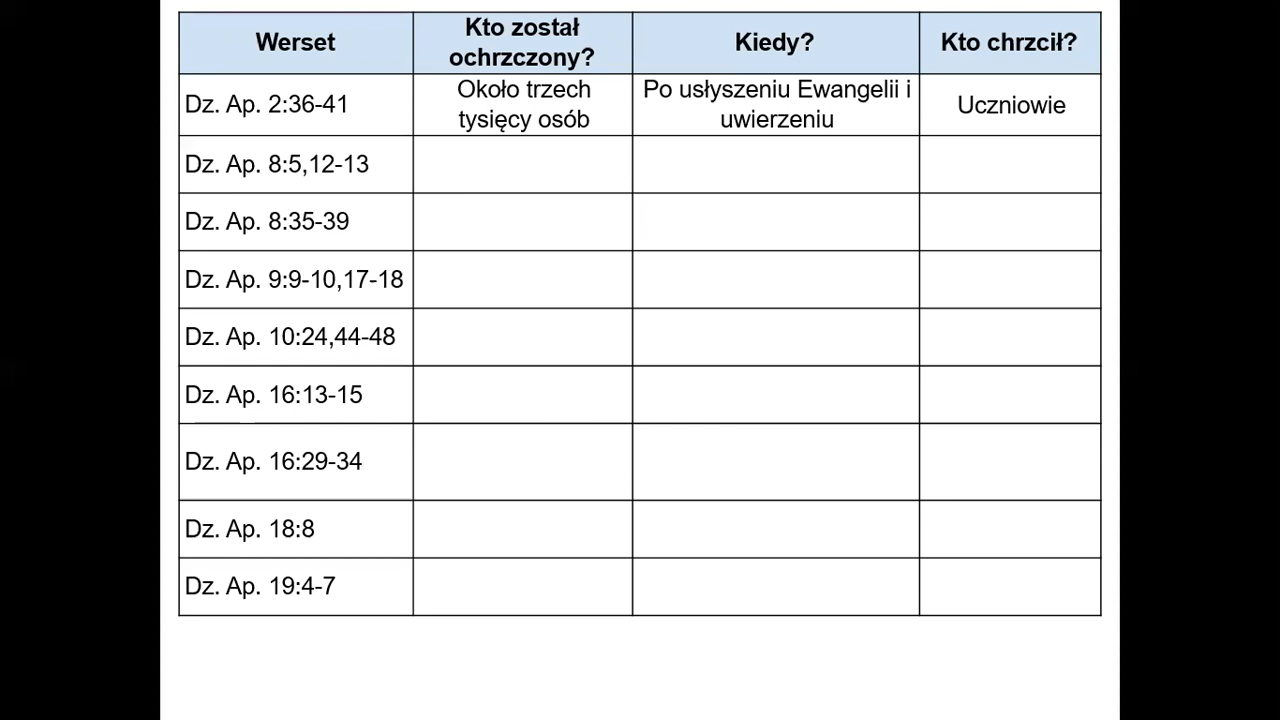 Werset
Kto został
ochrzczony?
Kiedy?
Kto chrzcił?
Dz. Ap. 2:36-41
Około trzech
tysięcy osób
Po usłyszeniu Ewangelii i
uwierzeniu
Uczniowie
Dz. Ap. 8:5,12-13
Dz. Ap. 8:35-39
Dz. Ap. 9:9-10,17-18
Dz. Ap. 10:24,44-48
Dz. Ap. 16:13-15
Dz. Ap. 16:29-34
Dz. Ap. 18:8
Dz. Ap. 19:4-7